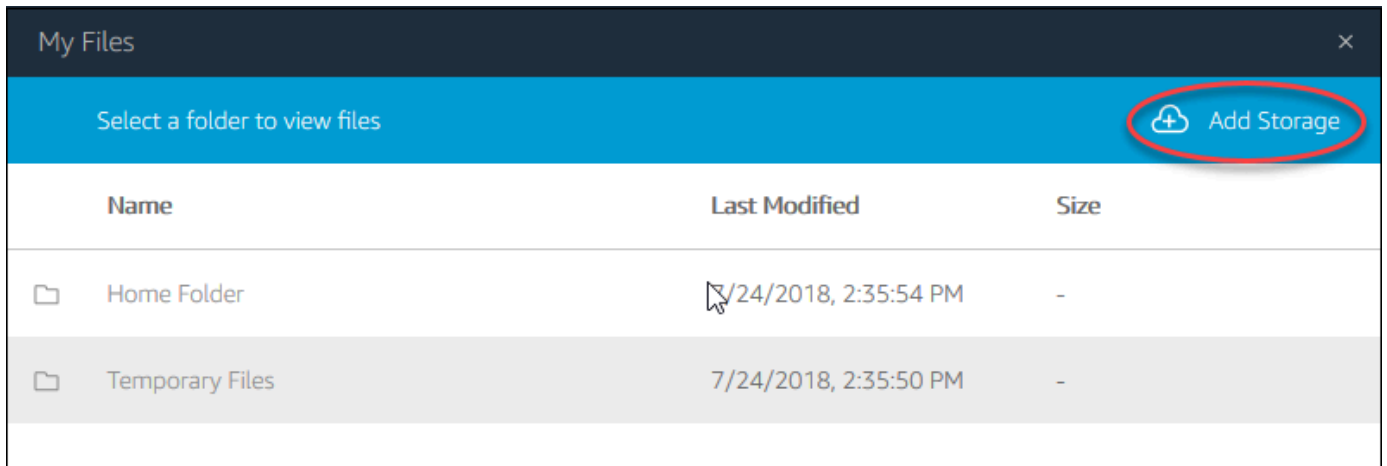 My Files ×
Select a folder to view files Add Storage
Name Last Modified Size
Home Folder 7/24/2018, 2:35:54 PM -
Temporary Files 7/24/2018, 2:35:50 PM -